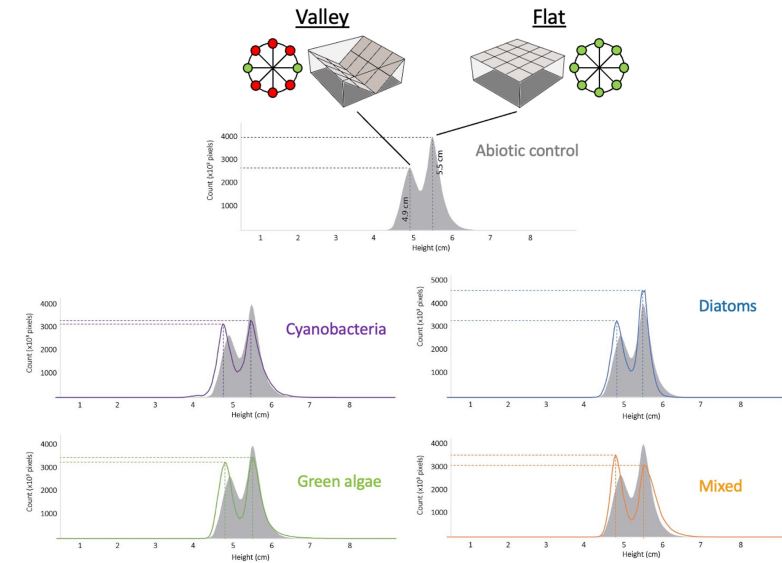 Valley
Flat
Abiotic control
Count (x10³ pixels)
4000
3000
2000
1000
4.9 cm
5.5 cm
1 2 3 4 5 6 7 8
Height (cm)
Cyanobacteria
Count (x10³ pixels)
4000
3000
2000
1000
1 2 3 4 5 6 7 8
Height (cm)
Diatoms
Count (x10³ pixels)
5000
4000
3000
2000
1000
1 2 3 4 5 6 7 8
Height (cm)
Green algae
Count (x10³ pixels)
4000
3000
2000
1000
1 2 3 4 5 6 7 8
Height (cm)
Mixed
Count (x10³ pixels)
4000
3000
2000
1000
1 2 3 4 5 6 7 8
Height (cm)